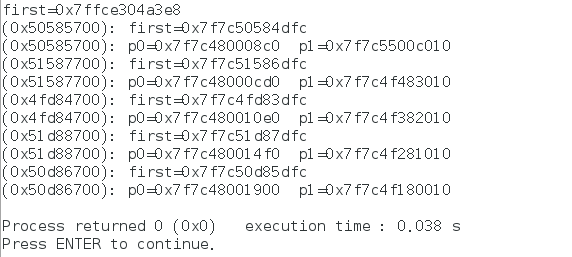 first=0x7ffce304a3e8
(0x50585700): first=0x7f7c50584dfc
(0x50585700): p0=0x7f7c480008c0  p1=0x7f7c5500c010
(0x51587700): first=0x7f7c51586dfc
(0x51587700): p0=0x7f7c48000cd0  p1=0x7f7c4f483010
(0x4fd84700): first=0x7f7c4fd83dfc
(0x4fd84700): p0=0x7f7c480010e0  p1=0x7f7c4f382010
(0x51d88700): first=0x7f7c51d87dfc
(0x51d88700): p0=0x7f7c480014f0  p1=0x7f7c4f281010
(0x50d86700): first=0x7f7c50d85dfc
(0x50d86700): p0=0x7f7c48001900  p1=0x7f7c4f180010
Process returned 0 (0x0)   execution time : 0.038 s
Press ENTER to continue.